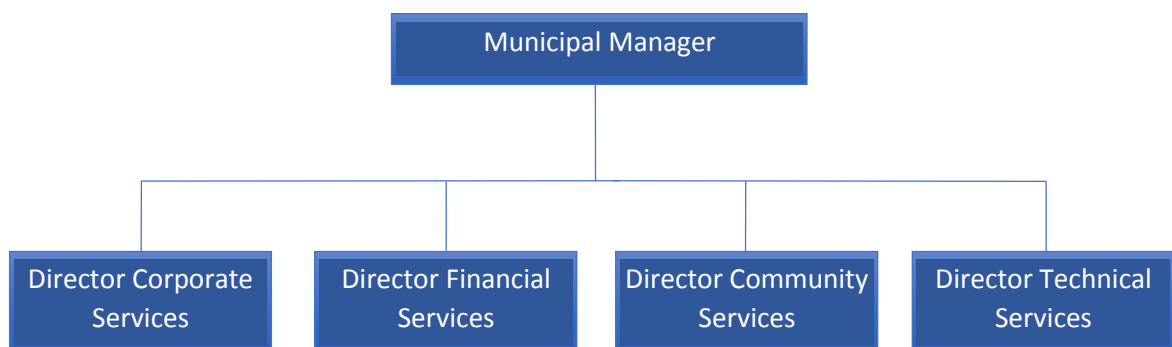 Municipal Manager
Director Corporate
Services
Director Financial
Services
Director Community
Services
Director Technical
Services